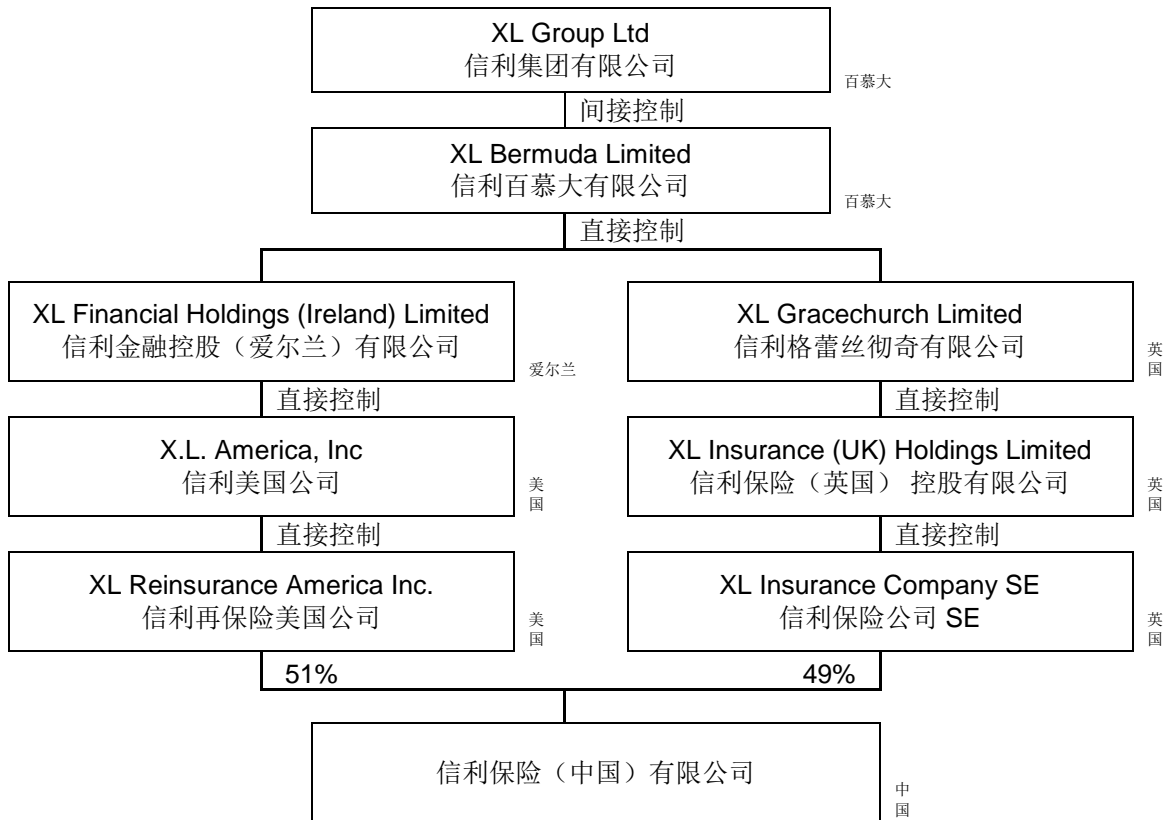 XL Group Ltd
信利集团有限公司
百慕大
间接控制
XL Bermuda Limited
信利百慕大有限公司
百慕大
直接控制
XL Financial Holdings (Ireland) Limited
信利金融控股（爱尔兰）有限公司
爱尔兰
XL Gracechurch Limited
信利格蕾丝彻奇有限公司
英
国
直接控制
直接控制
X.L. America, Inc
信利美国公司
美
国
XL Insurance (UK) Holdings Limited
信利保险（英国） 控股有限公司
英
国
直接控制
直接控制
XL Reinsurance America Inc.
信利再保险美国公司
美
国
XL Insurance Company SE
信利保险公司 SE
英
国
51%
49%
信利保险（中国）有限公司
中
国